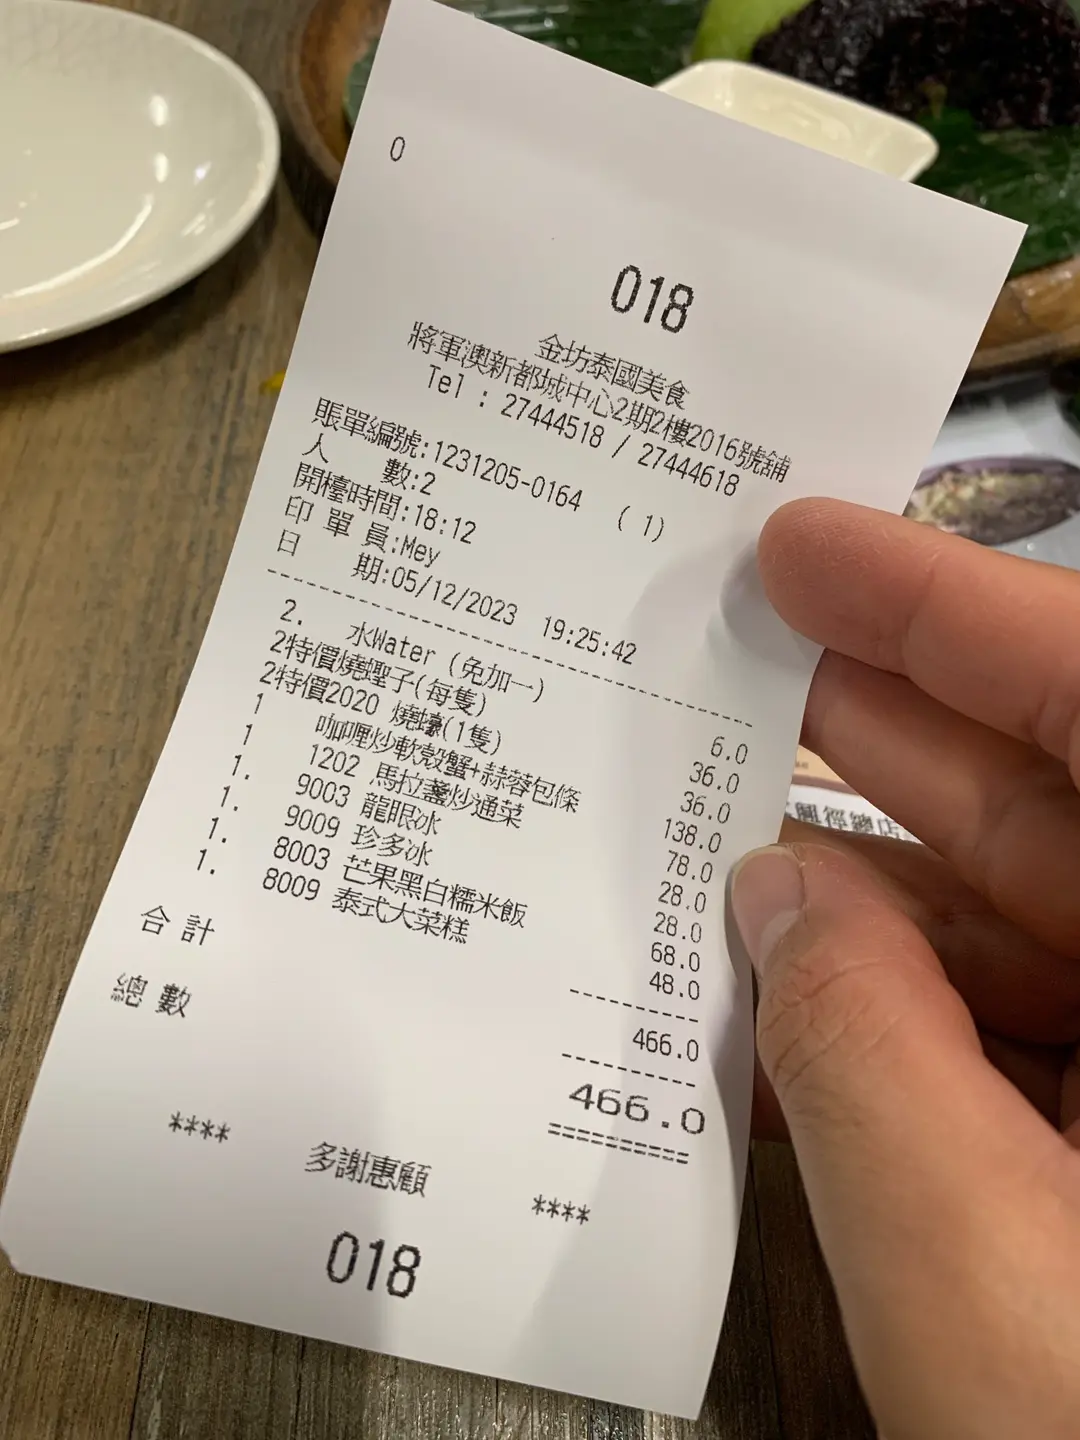 0
018
金坊泰國美食
將軍澳新都城中心2期2樓2016號舖
Tel : 27444518 / 27444618
賬單編號:1231205-0164 (1)
人 數:2
開檯時間:18:12
印單員:Mey
日 期:05/12/2023 19:25:42
2. 水Water (免加一) 6.0
2特價燒蟶子(每隻) 36.0
2特價2020 燒蠔(1隻) 36.0
1 咖喱炒軟殼蟹+蒜蓉包條 138.0
1 1202 馬拉盞炒通菜 78.0
1. 9003 龍眼冰 28.0
1. 9009 珍多冰 28.0
1. 8003 芒果黑白糯米飯 68.0
1. 8009 泰式大菜糕 48.0
合計 466.0
總數 466.0
**** 多謝惠顧 ****
018
興徑總店